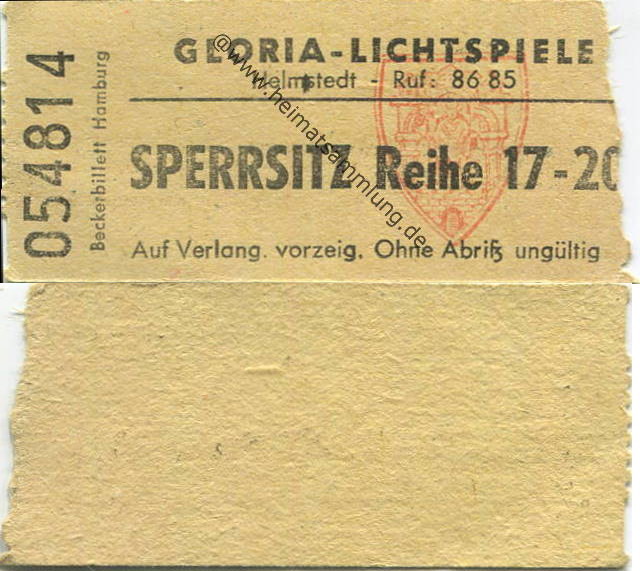 GLORIA-LICHTSPIELE
Helmstedt - Ruf: 86 85
SPERRSITZ Reihe 17-20
Auf Verlang. vorzeig. Ohne Abriß ungültig
054814
Beckerbillett Hamburg
@www.heimatsammlung.de